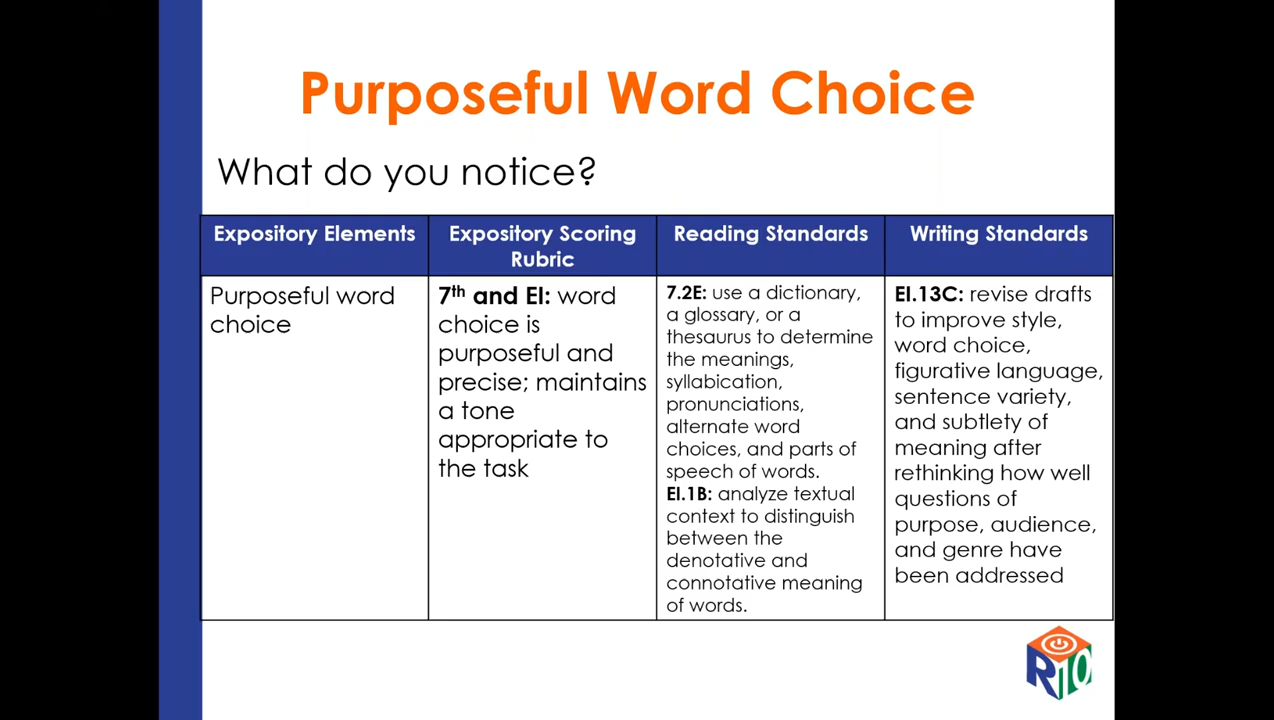 Purposeful Word Choice
What do you notice?
Expository Elements
Expository Scoring
Rubric
Reading Standards
Writing Standards
Purposeful word
choice
7th and EI: word
choice is
purposeful and
precise; maintains
a tone
appropriate to
the task
7.2E: use a dictionary,
a glossary, or a
thesaurus to determine
the meanings,
syllabication,
pronunciations,
alternate word
choices, and parts of
speech of words.
EI.1B: analyze textual
context to distinguish
between the
denotative and
connotative meaning
of words.
EI.13C: revise drafts
to improve style,
word choice,
figurative language,
sentence variety,
and subtlety of
meaning after
rethinking how well
questions of
purpose, audience,
and genre have
been addressed
R10